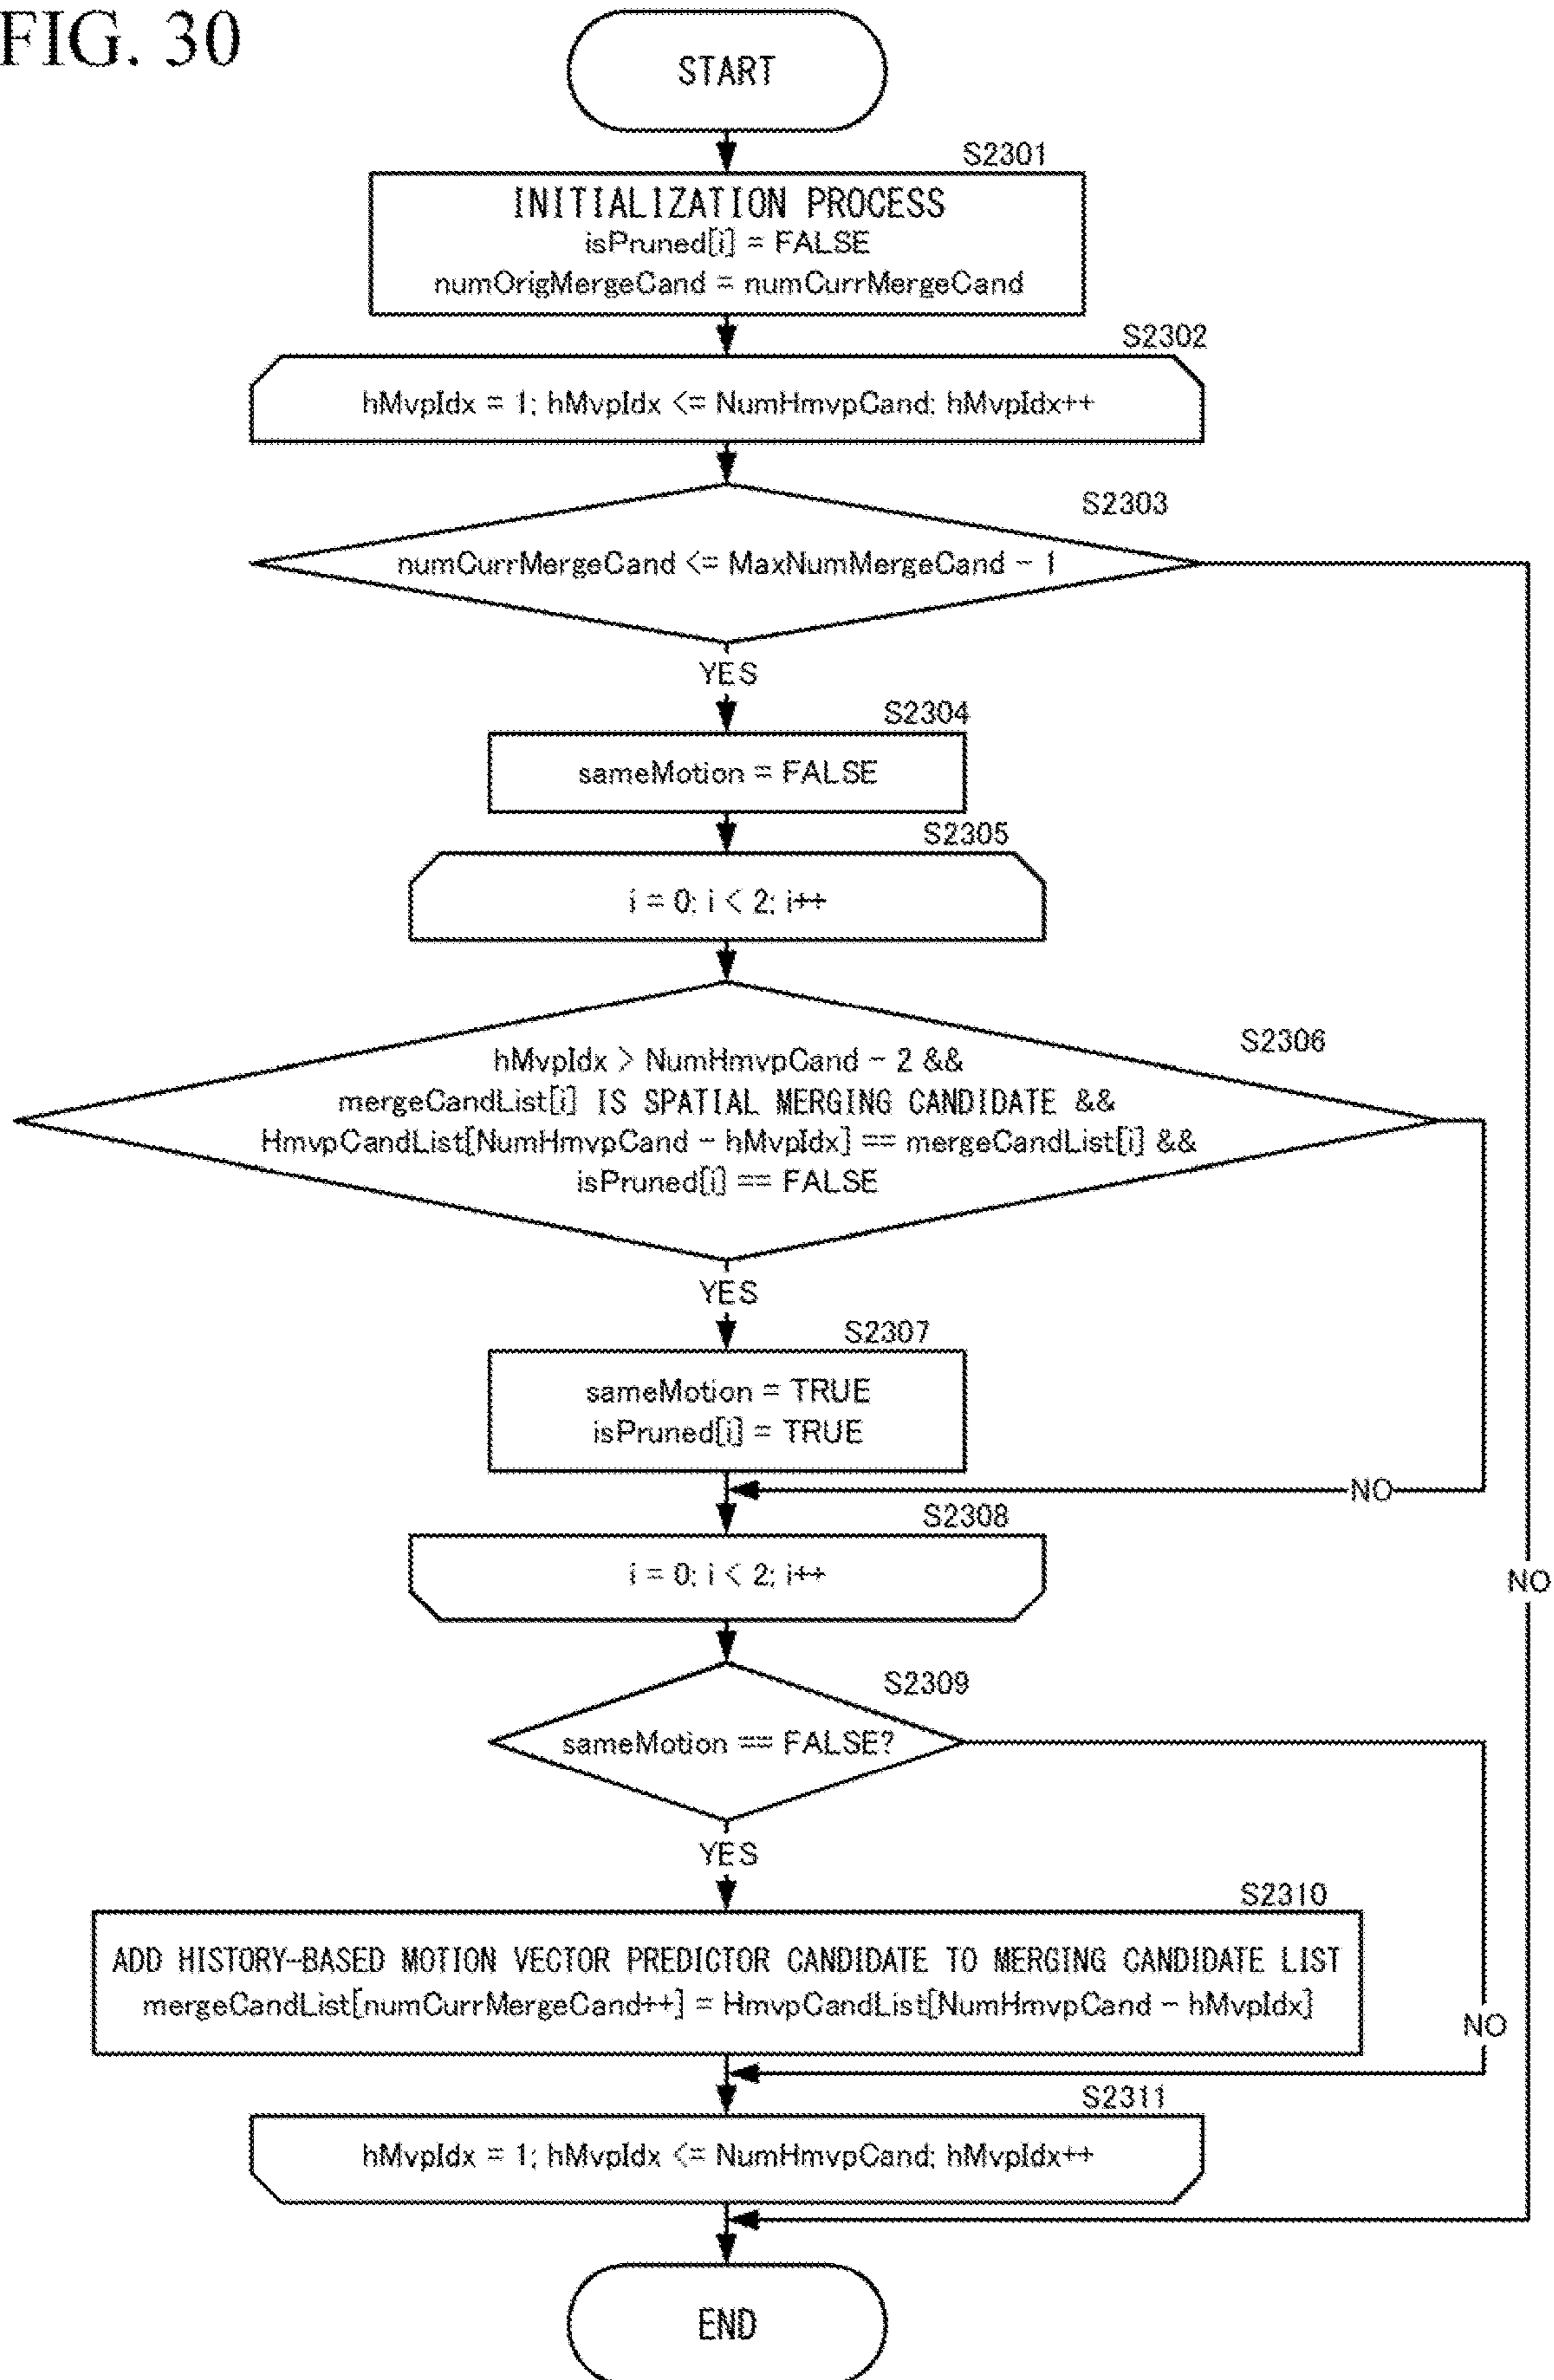 FIG. 30
START
S2301
INITIALIZATION PROCESS
isPruned[i] = FALSE
numOrigMergeCand = numCurrMergeCand
S2302
hMvpIdx = 1; hMvpIdx <= NumHmvpCand; hMvpIdx++
S2303
numCurrMergeCand <= MaxNumMergeCand - 1
YES
S2304
sameMotion = FALSE
S2305
i = 0; i < 2; i++
S2306
hMvpIdx > NumHmvpCand - 2 &&
mergeCandList[i] IS SPATIAL MERGING CANDIDATE &&
HmvpCandList[NumHmvpCand - hMvpIdx] == mergeCandList[i] &&
isPruned[i] == FALSE
YES
S2307
sameMotion = TRUE
isPruned[i] = TRUE
NO
S2308
i = 0; i < 2; i++
NO
S2309
sameMotion == FALSE?
YES
S2310
ADD HISTORY-BASED MOTION VECTOR PREDICTOR CANDIDATE TO MERGING CANDIDATE LIST
mergeCandList[numCurrMergeCand++] = HmvpCandList[NumHmvpCand - hMvpIdx]
NO
S2311
hMvpIdx = 1; hMvpIdx <= NumHmvpCand; hMvpIdx++
END